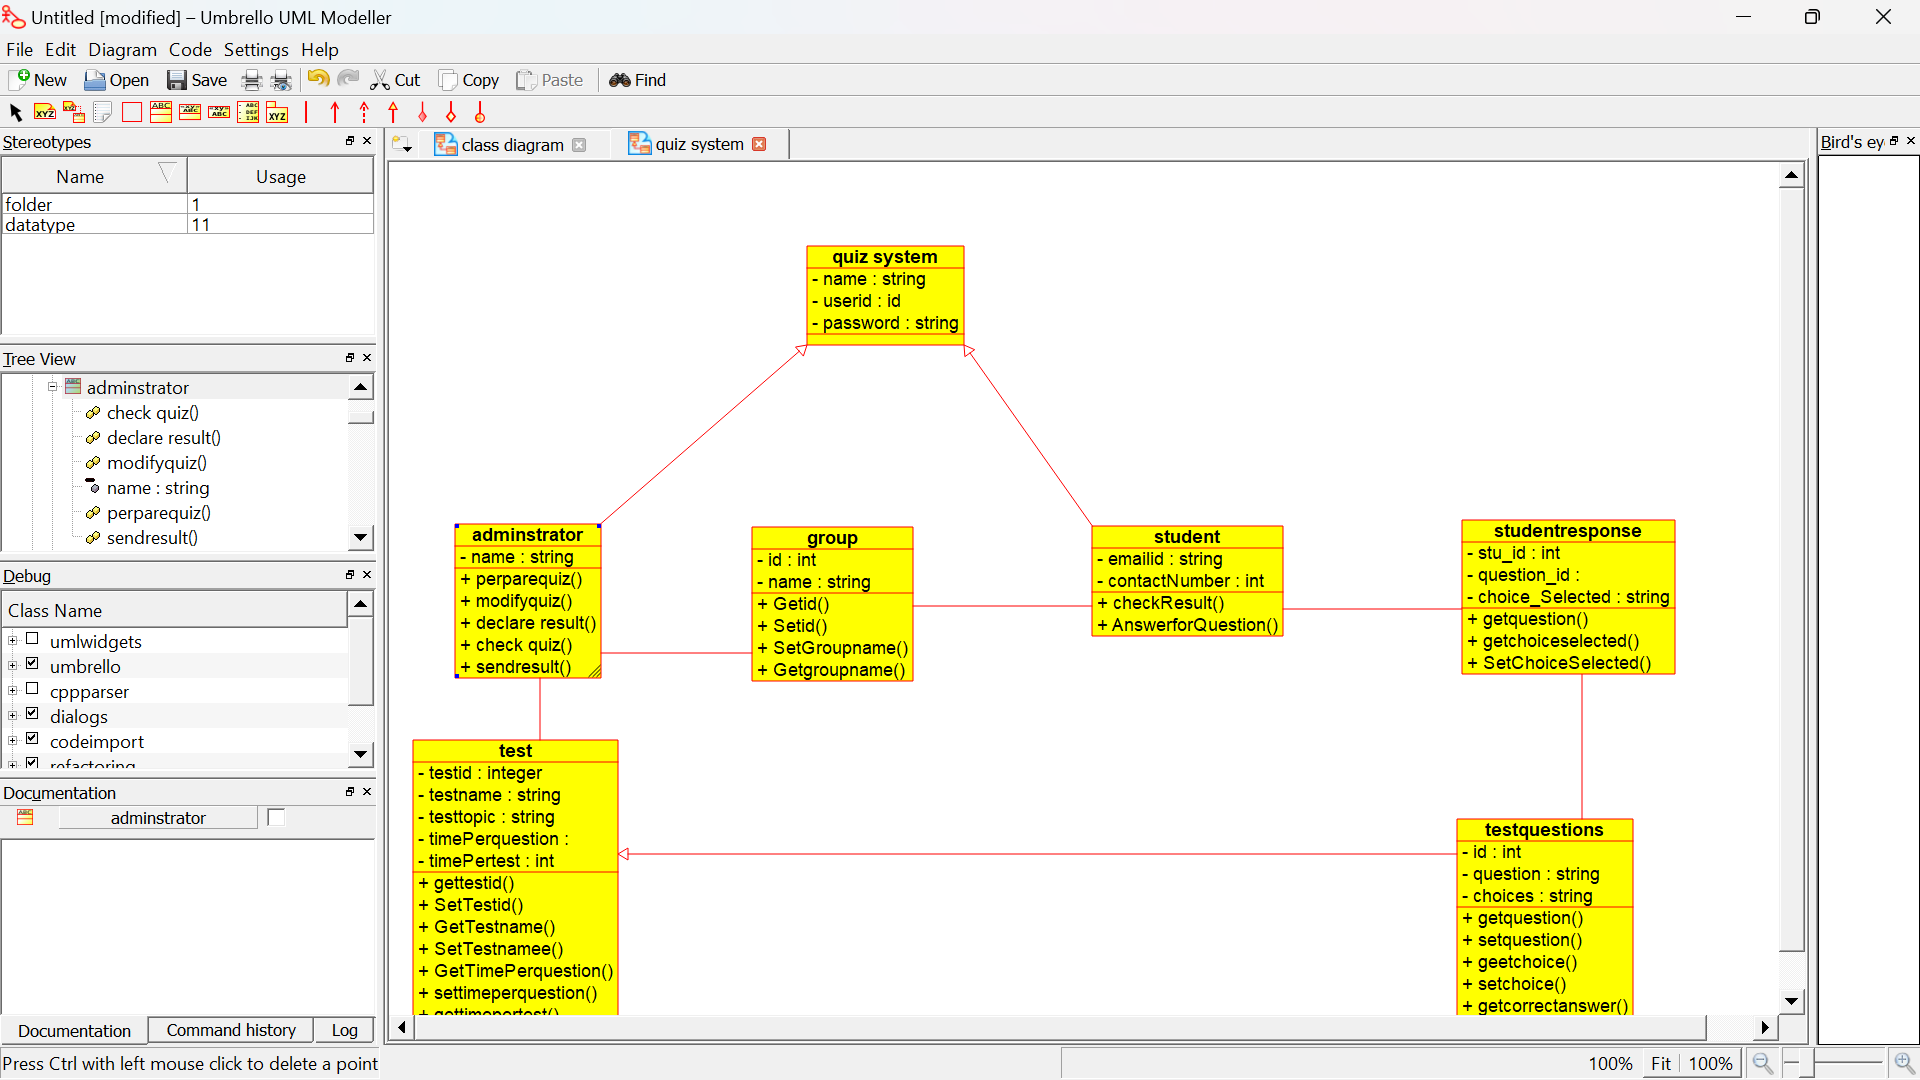 Untitled [modified] – Umbrello UML Modeller
File Edit Diagram Code Settings Help
New Open Save Cut Copy Paste Find
Stereotypes
Name Usage
folder 1
datatype 11
Tree View
adminstrator
check quiz()
declare result()
modifyquiz()
name : string
perparequiz()
sendresult()
Debug
Class Name
umlwidgets
umbrello
cppparser
dialogs
codeimport
refactoring
Documentation
adminstrator
Documentation Command history Log
Press Ctrl with left mouse click to delete a point
class diagram quiz system
quiz system
- name : string
- userid : id
- password : string
adminstrator
- name : string
+ perparequiz()
+ modifyquiz()
+ declare result()
+ check quiz()
+ sendresult()
group
- id : int
- name : string
+ Getid()
+ Setid()
+ SetGroupname()
+ Getgroupname()
student
- emailid : string
- contactNumber : int
+ checkResult()
+ AnswerforQuestion()
studentresponse
- stu_id : int
- question_id :
- choice_Selected : string
+ getquestion()
+ getchoiceselected()
+ SetChoiceSelected()
test
- testid : integer
- testname : string
- testtopic : string
- timePerquestion :
- timePertest : int
+ gettestid()
+ SetTestid()
+ GetTestname()
+ SetTestnamee()
+ GetTimePerquestion()
+ settimeperquestion()
+ gettimepertest()
testquestions
- id : int
- question : string
- choices : string
+ getquestion()
+ setquestion()
+ geetchoice()
+ setchoice()
+ getcorrectanswer()
Bird's ey
100% Fit 100%